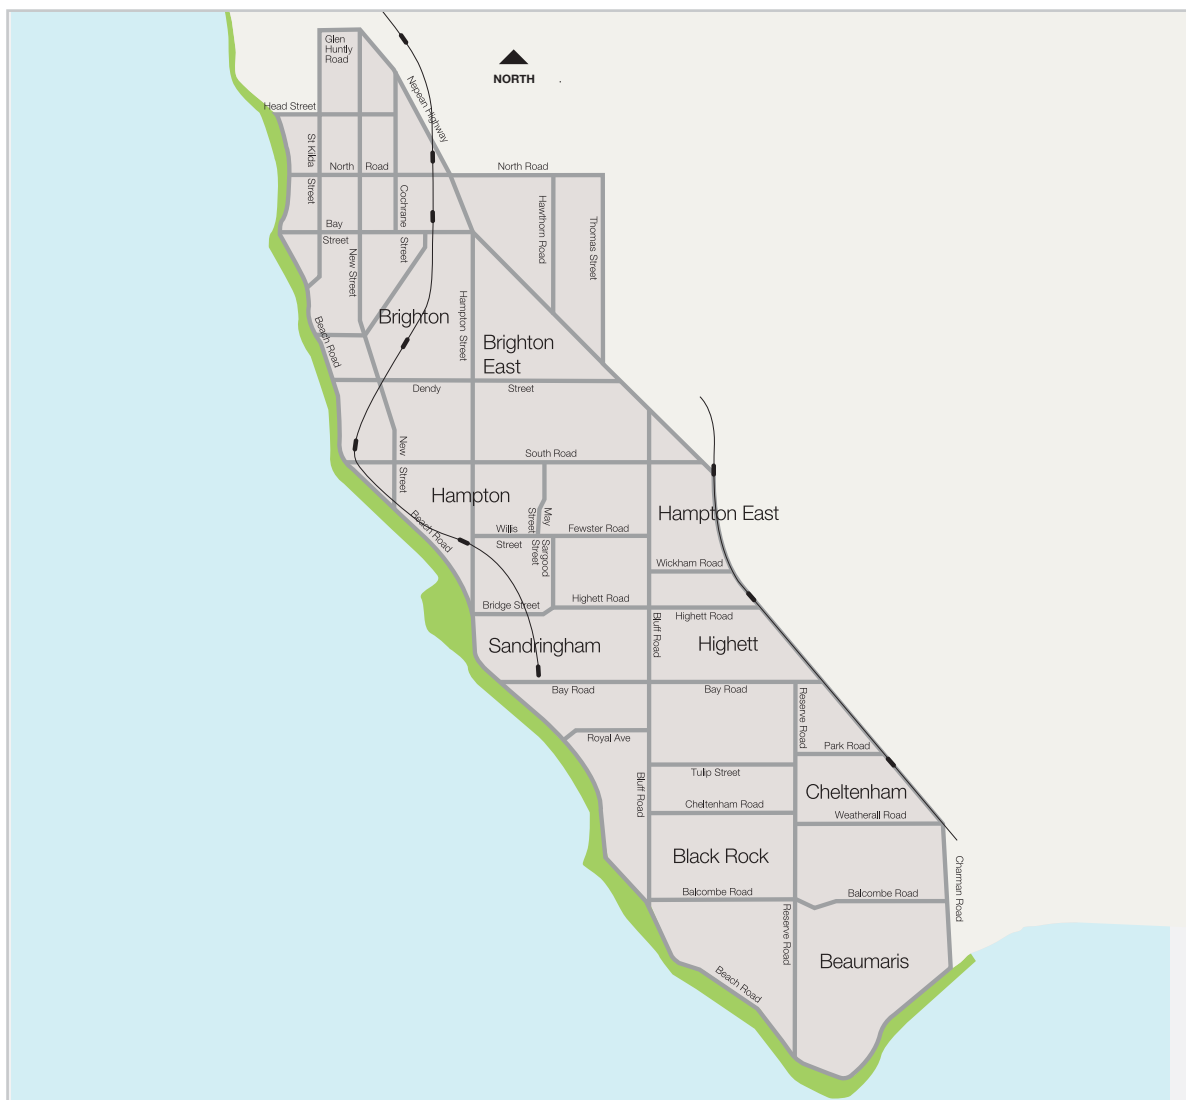 Glen
Huntly
Road
NORTH
Nepean Highway
Head Street
St Kilda
Street
North
Road
North Road
Cochrane
Street
Hawthorn Road
Thomas Street
Bay
Street
New Street
Hampton Street
Brighton
Beach Road
Brighton
East
Dendy
Street
New
Street
South Road
Hampton
May
Street
Hampton East
Beach Road
Willis
Street
Fewster Road
Sargood
Street
Wickham Road
Bridge Street
Highett Road
Highett Road
Bluff Road
Sandringham
Highett
Bay Road
Bay Road
Reserve Road
Royal Ave
Park Road
Bluff Road
Tulip Street
Cheltenham
Cheltenham Road
Weatherall Road
Black Rock
Charman Road
Balcombe Road
Balcombe Road
Reserve Road
Beaumaris
Beach Road